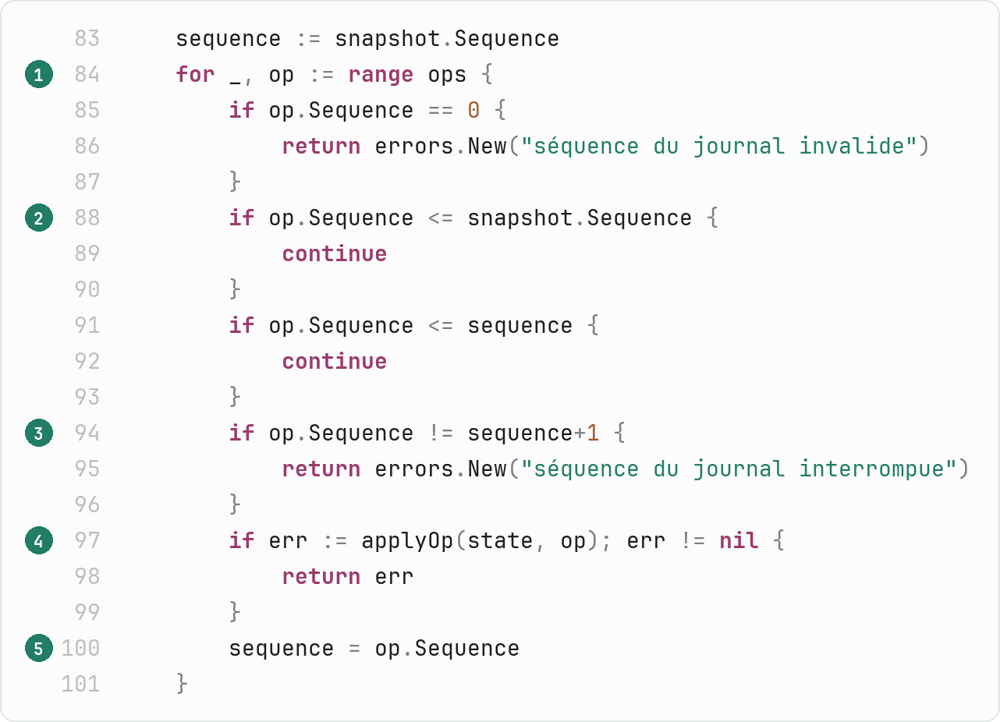 83 sequence := snapshot.Sequence
1 84 for _, op := range ops {
85 if op.Sequence == 0 {
86 return errors.New("séquence du journal invalide")
87 }
2 88 if op.Sequence <= snapshot.Sequence {
89 continue
90 }
91 if op.Sequence <= sequence {
92 continue
93 }
3 94 if op.Sequence != sequence+1 {
95 return errors.New("séquence du journal interrompue")
96 }
4 97 if err := applyOp(state, op); err != nil {
98 return err
99 }
5 100 sequence = op.Sequence
101 }